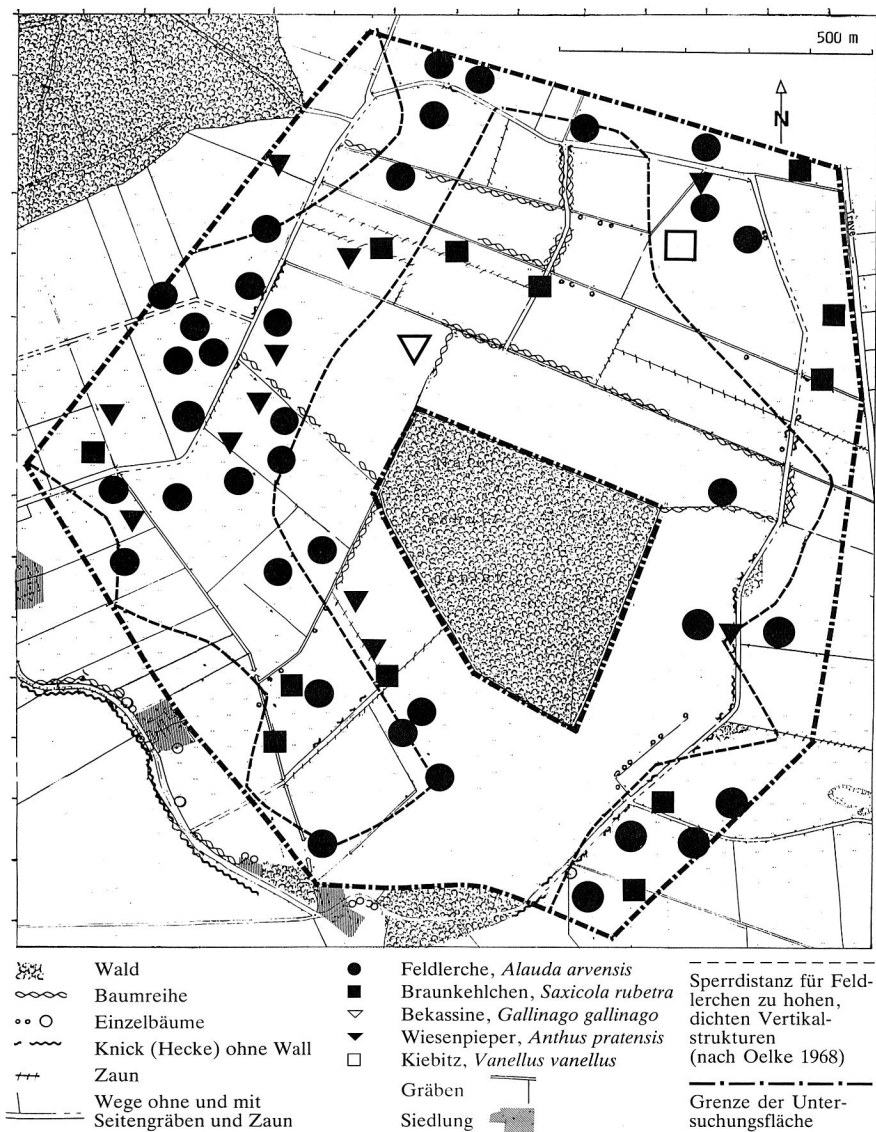 500 m
N
Wald
Baumreihe
Einzelbäume
Knick (Hecke) ohne Wall
Zaun
Wege ohne und mit
Seitengräben und Zaun
Feldlerche, Alauda arvensis
Braunkehlchen, Saxicola rubetra
Bekassine, Gallinago gallinago
Wiesenpieper, Anthus pratensis
Kiebitz, Vanellus vanellus
Gräben
Siedlung
Sperrdistanz für Feld-
lerchen zu hohen,
dichten Vertikal-
strukturen
(nach Oelke 1968)
Grenze der Unter-
suchungsfläche